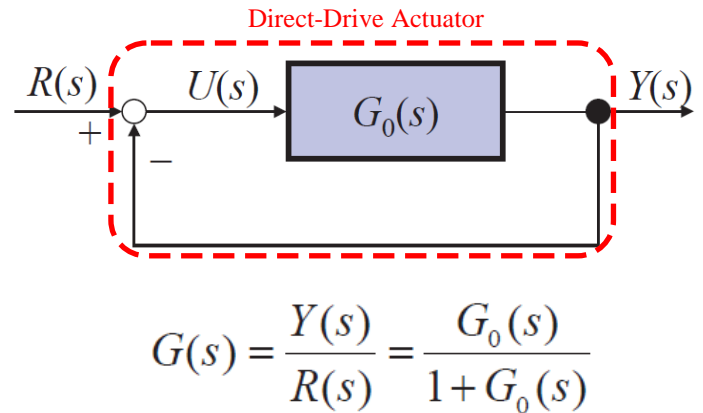 Direct-Drive Actuator
R(s) U(s) G₀(s) Y(s)
+
−
G(s) = Y(s)/R(s) = G₀(s)/(1+G₀(s))